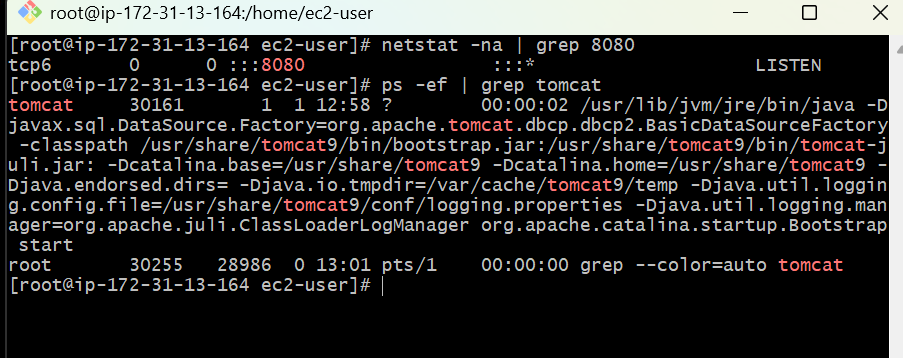 root@ip-172-31-13-164:/home/ec2-user
[root@ip-172-31-13-164 ec2-user]# netstat -na | grep 8080
tcp6       0      0 :::8080                 :::*                    LISTEN
[root@ip-172-31-13-164 ec2-user]# ps -ef | grep tomcat
tomcat     30161       1  1 12:58 ?        00:00:02 /usr/lib/jvm/jre/bin/java -D
javax.sql.DataSource.Factory=org.apache.tomcat.dbcp.dbcp2.BasicDataSourceFactory
 -classpath /usr/share/tomcat9/bin/bootstrap.jar:/usr/share/tomcat9/bin/tomcat-j
uli.jar: -Dcatalina.base=/usr/share/tomcat9 -Dcatalina.home=/usr/share/tomcat9 -
Djava.endorsed.dirs= -Djava.io.tmpdir=/var/cache/tomcat9/temp -Djava.util.loggin
g.config.file=/usr/share/tomcat9/conf/logging.properties -Djava.util.logging.man
ager=org.apache.juli.ClassLoaderLogManager org.apache.catalina.startup.Bootstrap
 start
root       30255   28986  0 13:01 pts/1    00:00:00 grep --color=auto tomcat
[root@ip-172-31-13-164 ec2-user]#